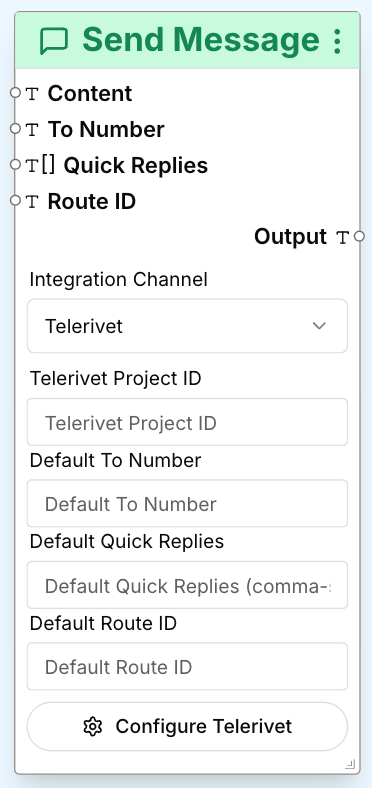 Send Message
T Content
T To Number
T[] Quick Replies
T Route ID
Output T
Integration Channel
Telerivet
Telerivet Project ID
Telerivet Project ID
Default To Number
Default To Number
Default Quick Replies
Default Quick Replies (comma-
Default Route ID
Default Route ID
Configure Telerivet